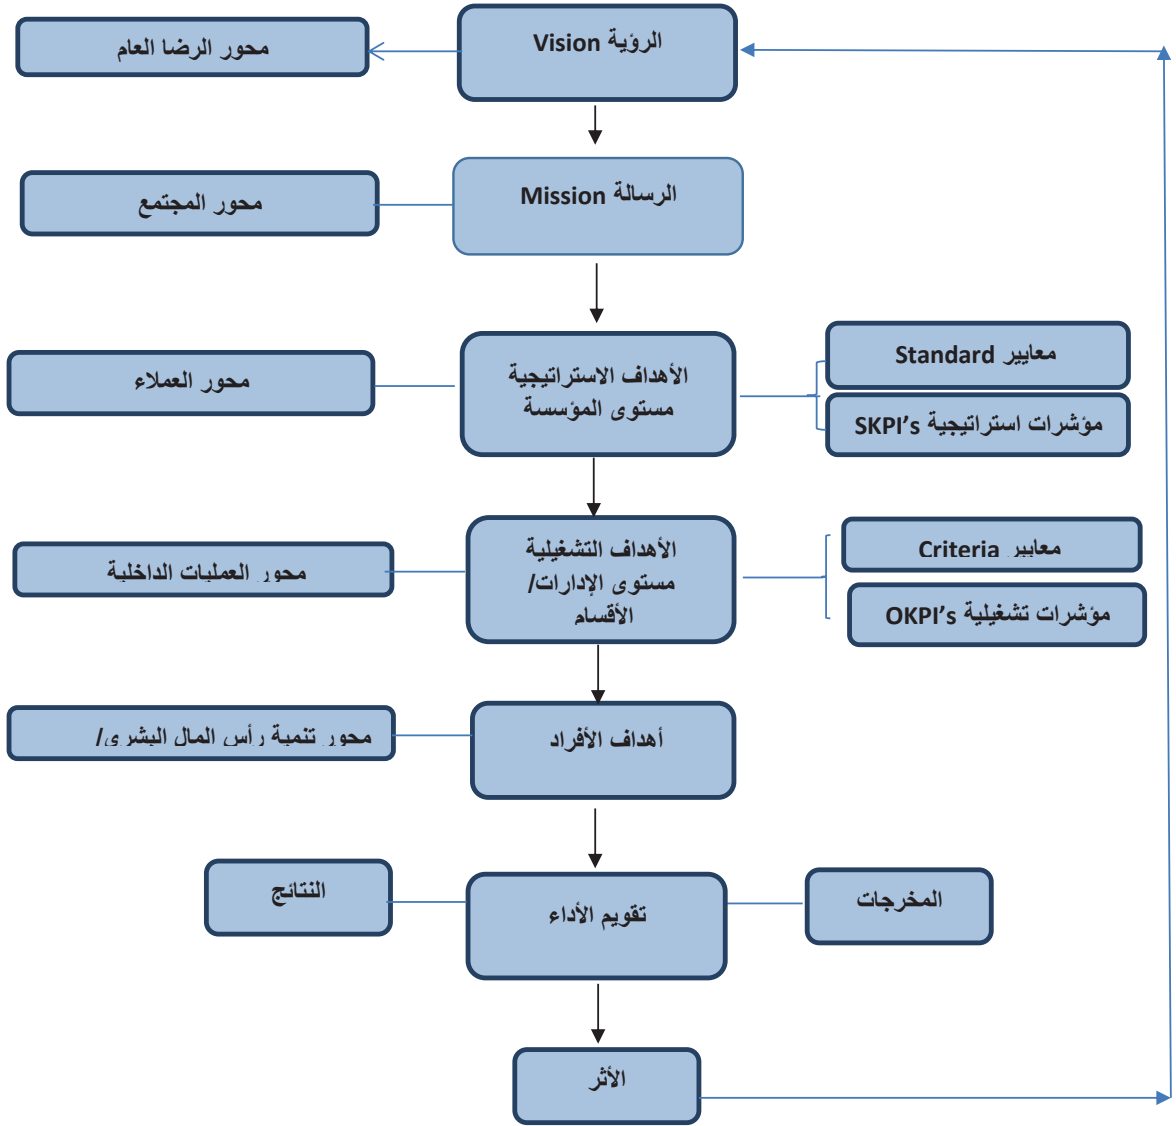 الرؤية Vision
محور الرضا العام
الرسالة Mission
محور المجتمع
الأهداف الاستراتيجية
مستوى المؤسسة
معايير Standard
مؤشرات استراتيجية SKPI’s
محور العملاء
الأهداف التشغيلية
مستوى الإدارات/
الأقسام
معايير Criteria
مؤشرات تشغيلية OKPI’s
محور العمليات الداخلية
أهداف الأفراد
محور تنمية رأس المال البشري/
المخرجات
تقويم الأداء
النتائج
الأثر